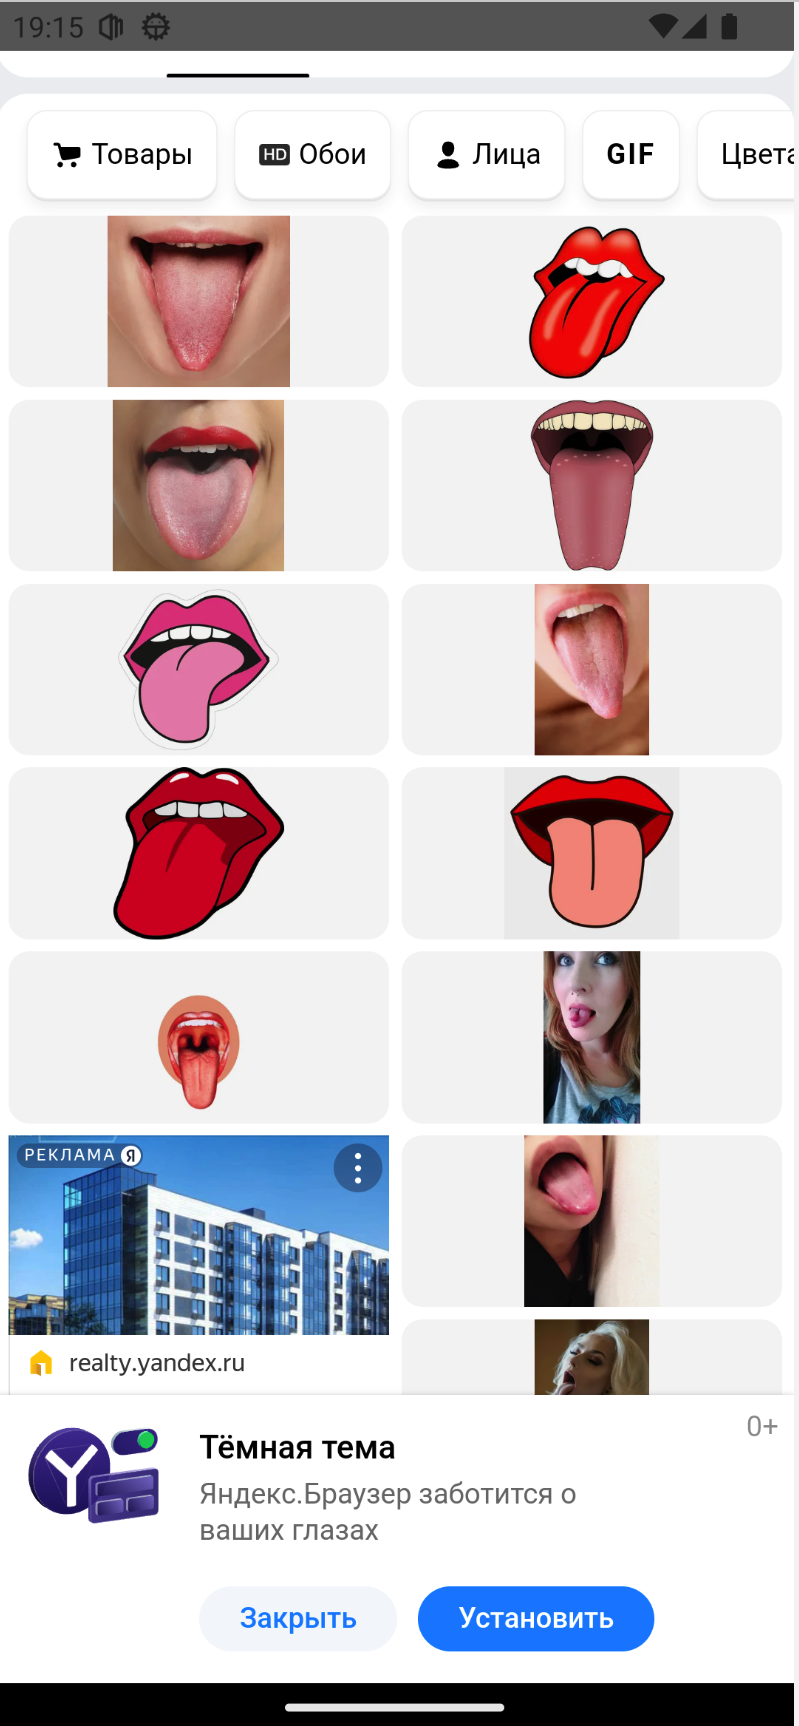 19:15
Товары
HD Обои
Лица
GIF
Цвета
РЕКЛАМА Я
realty.yandex.ru
0+
Тёмная тема
Яндекс.Браузер заботится о
ваших глазах
Закрыть
Установить